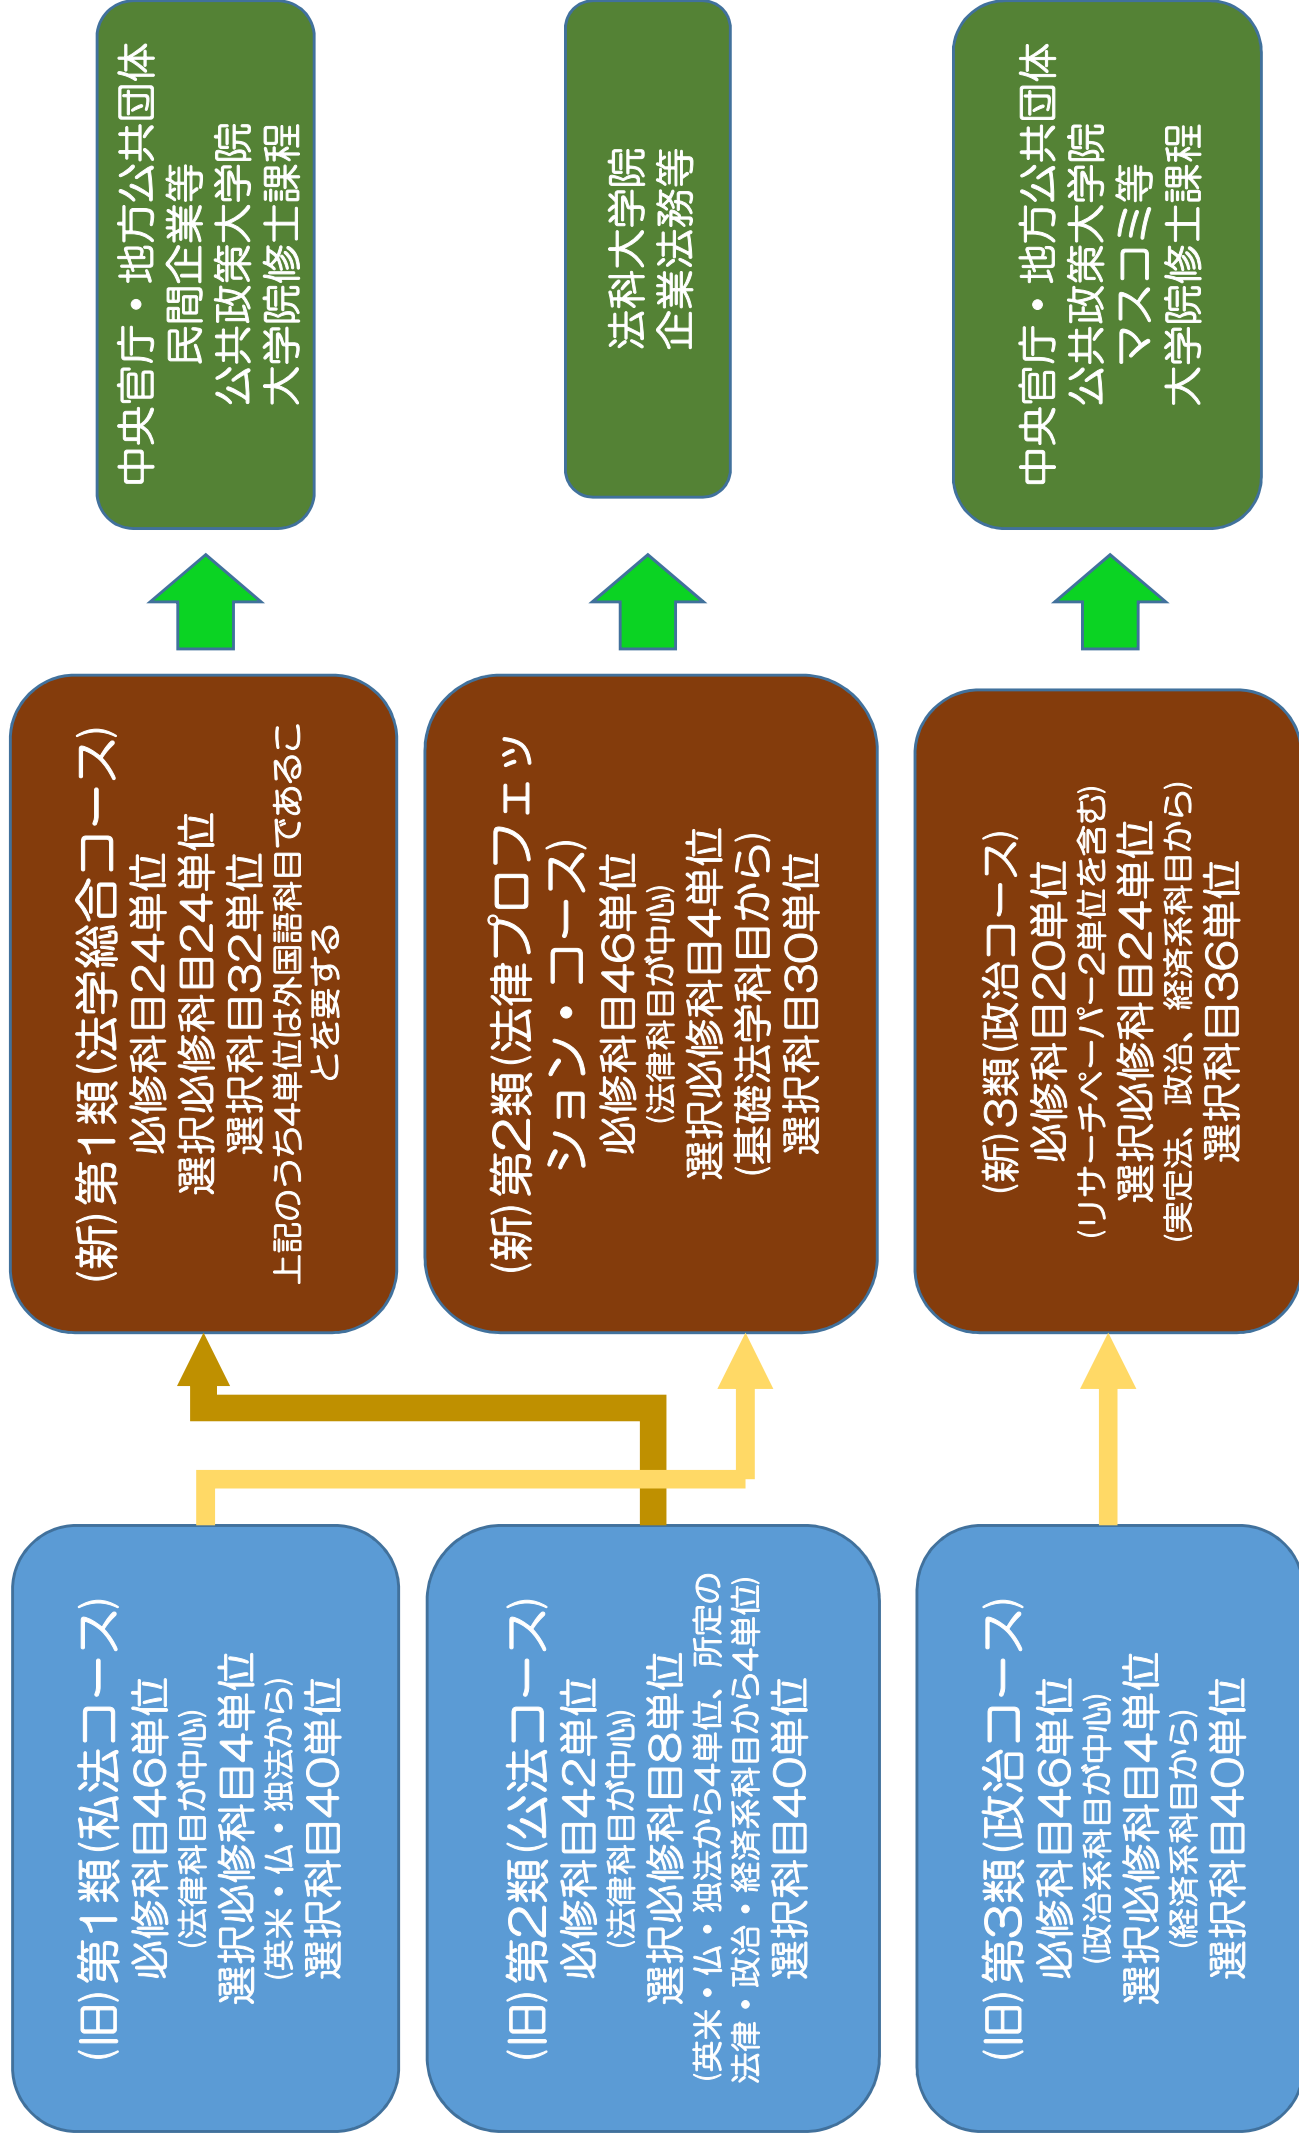 (旧)第1類(私法コース)
必修科目46単位
(法律科目が中心)
選択必修科目4単位
(英米・仏・独法から)
選択科目40単位
(旧)第2類(公法コース)
必修科目42単位
(法律科目が中心)
選択必修科目8単位
(英米・仏・独法から4単位、所定の
法律・政治・経済系科目から4単位)
選択科目40単位
(旧)第3類(政治コース)
必修科目46単位
(政治系科目が中心)
選択必修科目4単位
(経済系科目から)
選択科目40単位
(新)第1類(法学総合コース)
必修科目24単位
選択必修科目24単位
選択科目32単位
上記のうち4単位は外国語科目であるこ
とを要する
(新)第2類(法律プロフェッ
ション・コース)
必修科目46単位
(法律科目が中心)
選択必修科目4単位
(基礎法学科目から)
選択科目30単位
(新)3類(政治コース)
必修科目20単位
(リサーチペーパー2単位を含む)
選択必修科目24単位
(実定法、政治、経済系科目から)
選択科目36単位
中央官庁・地方公共団体
民間企業等
公共政策大学院
大学院修士課程
法科大学院
企業法務等
中央官庁・地方公共団体
公共政策大学院
マスコミ等
大学院修士課程